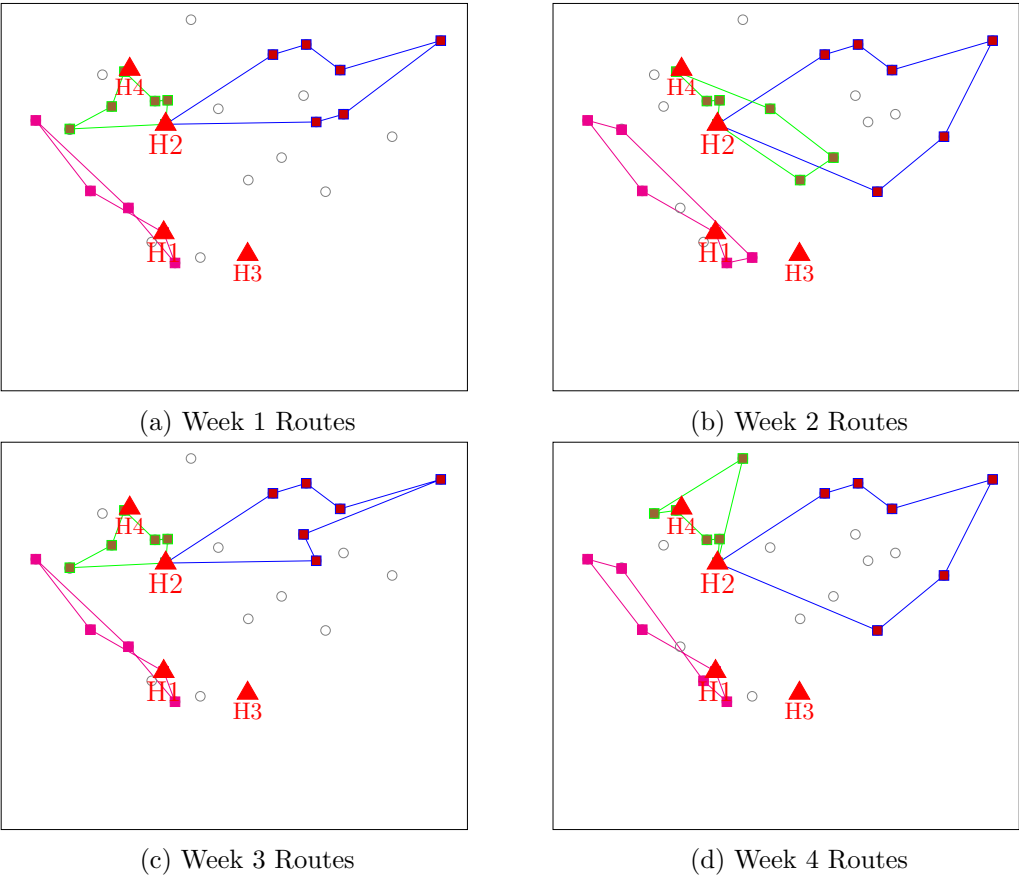 H4
H2
H1
H3
(a) Week 1 Routes
H4
H2
H1
H3
(b) Week 2 Routes
H4
H2
H1
H3
(c) Week 3 Routes
H4
H2
H1
H3
(d) Week 4 Routes